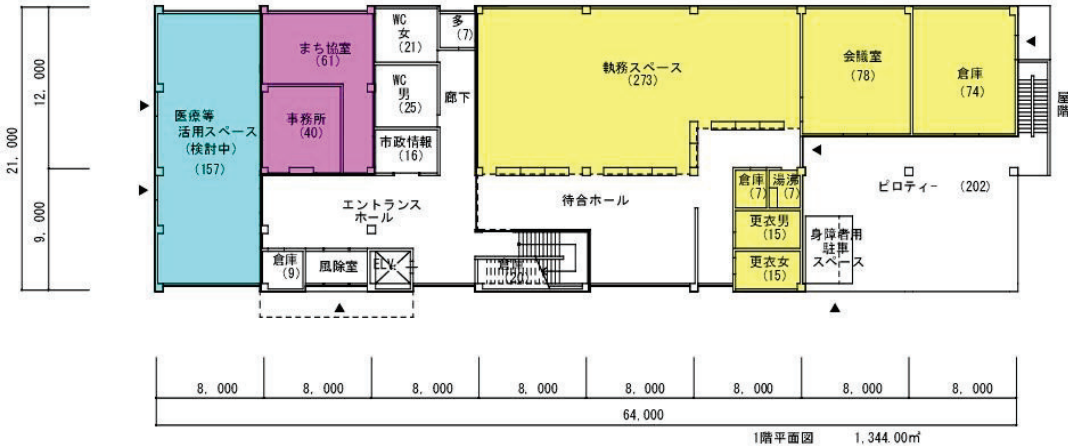 12,000
9,000
21,000
医療等
活用スペース
(検討中)
(157)
まち協室
(61)
事務所
(40)
WC
女
(21)
多
(7)
WC
男
(25)
廊下
市政情報
(16)
エントランス
ホール
倉庫
(9)
風除室
ELV.
倉庫
(20)
執務スペース
(273)
待合ホール
会議室
(78)
倉庫
(74)
倉庫
(7)
湯沸
(7)
更衣男
(15)
更衣女
(15)
ピロティー (202)
身障者用
駐車
スペース
屋
階
8,000
8,000
8,000
8,000
8,000
8,000
8,000
8,000
64,000
1階平面図 1,344.00㎡